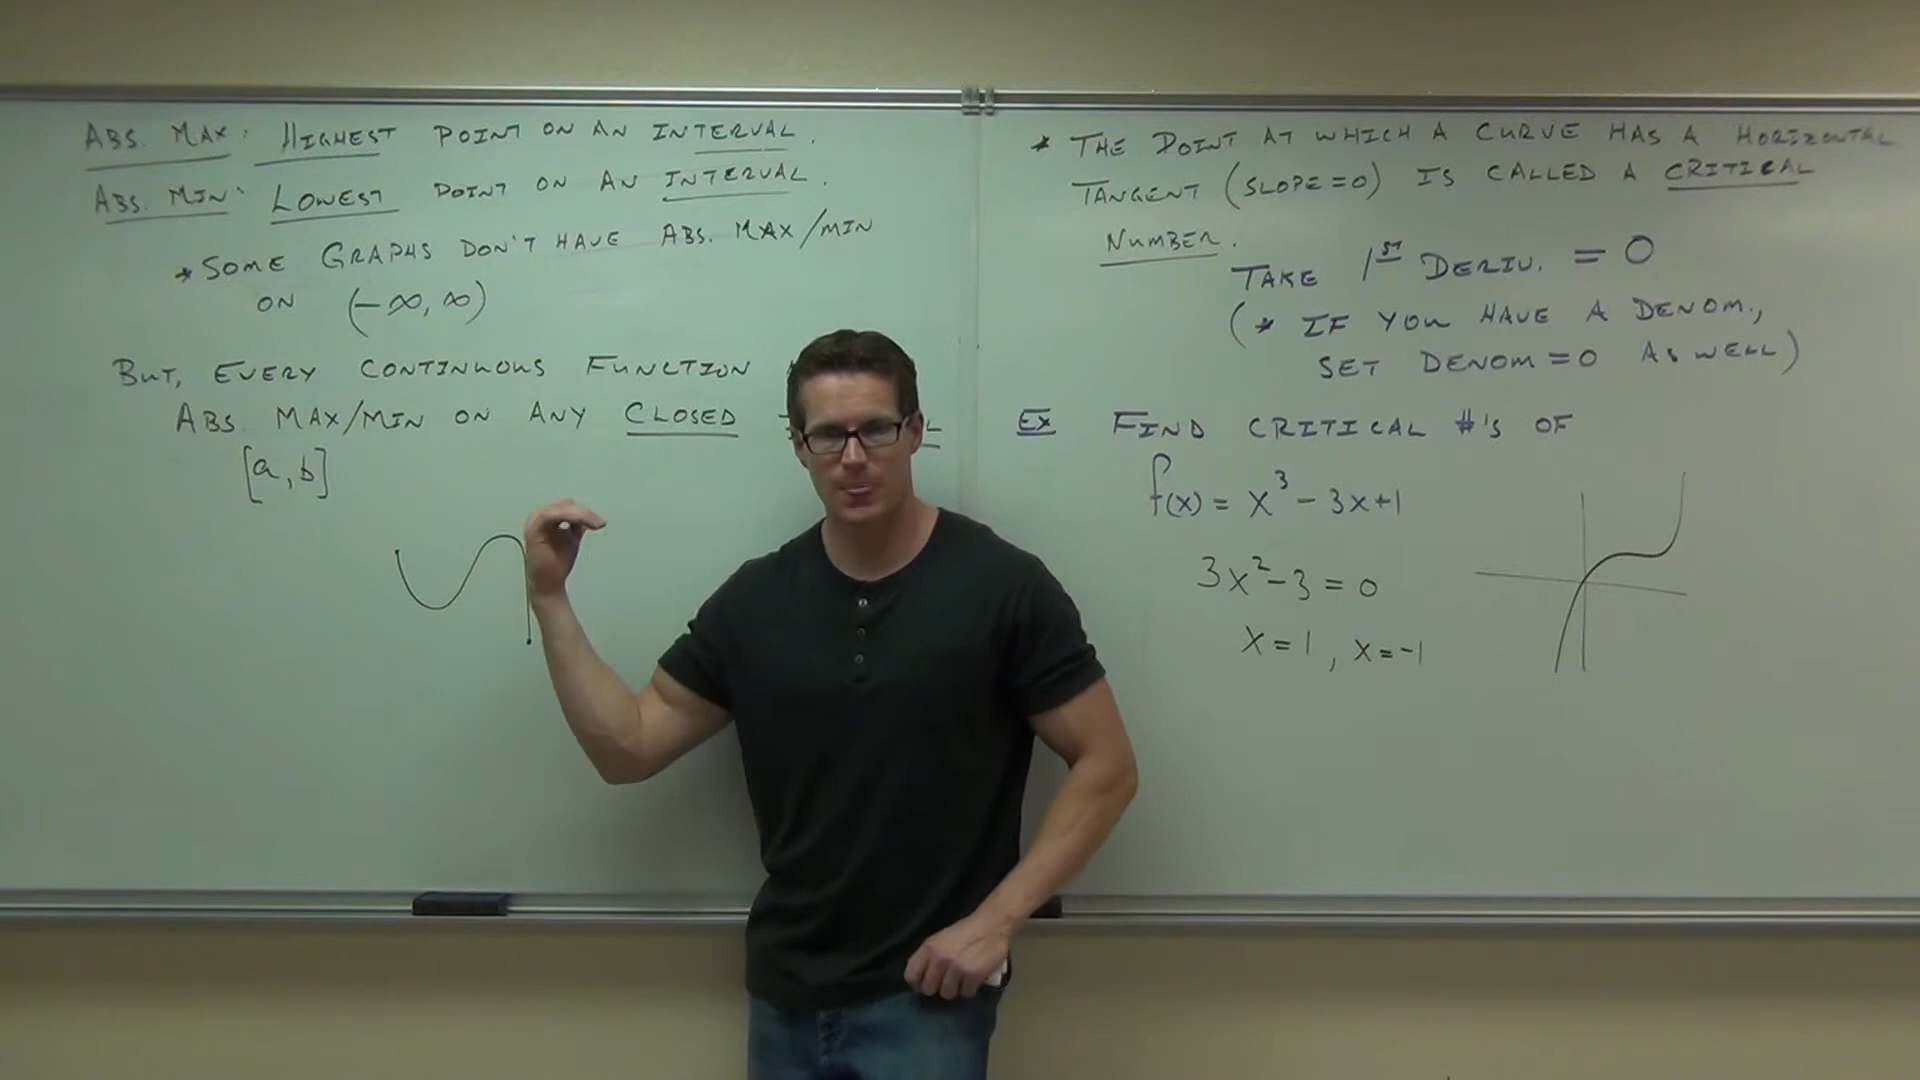 ABS. MAX: HIGHEST POINT ON AN INTERVAL.
ABS. MIN: LOWEST POINT ON AN INTERVAL.
* SOME GRAPHS DON'T HAVE ABS. MAX/MIN
ON (-∞, ∞)
BUT, EVERY CONTINUOUS FUNCTION
ABS. MAX/MIN ON ANY CLOSED
[a, b]
* THE POINT AT WHICH A CURVE HAS A HORIZONTAL
TANGENT (SLOPE=0) IS CALLED A CRITICAL
NUMBER.
TAKE 1ST DERIV. = 0
(* IF YOU HAVE A DENOM.,
SET DENOM=0 AS WELL)
EX FIND CRITICAL #'S OF
f(x) = x³ - 3x+1
3x² - 3 = 0
x = 1, x = -1